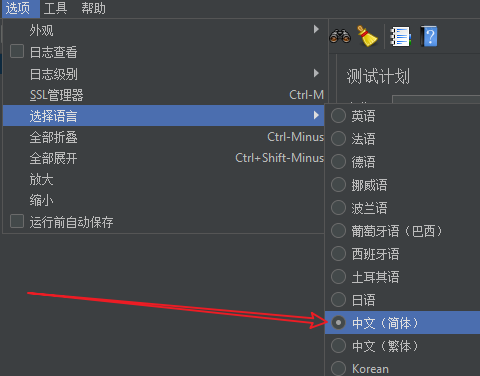 选项 工具 帮助
外观
日志查看
日志级别
SSL管理器 Ctrl-M
选择语言
全部折叠 Ctrl-Minus
全部展开 Ctrl+Shift-Minus
放大
缩小
运行前自动保存
测试计划
英语
法语
德语
挪威语
波兰语
葡萄牙语（巴西）
西班牙语
土耳其语
日语
中文（简体）
中文（繁体）
Korean